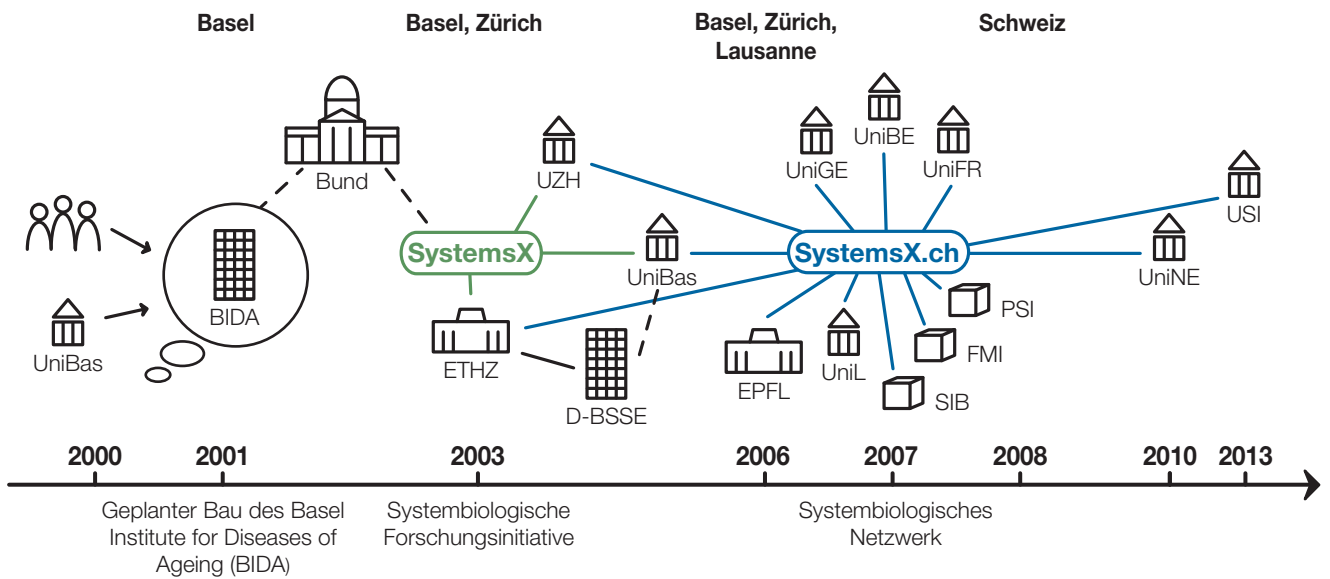 Basel
Basel, Zürich
Basel, Zürich,
Lausanne
Schweiz
Bund
UZH
UniGE
UniBE
UniFR
USI
SystemsX
UniBas
SystemsX.ch
UniNE
BIDA
UniBas
ETHZ
D-BSSE
EPFL
UniL
SIB
FMI
PSI
2000
2001
2003
2006
2007
2008
2010
2013
Geplanter Bau des Basel
Institute for Diseases of
Ageing (BIDA)
Systembiologische
Forschungsinitiative
Systembiologisches
Netzwerk